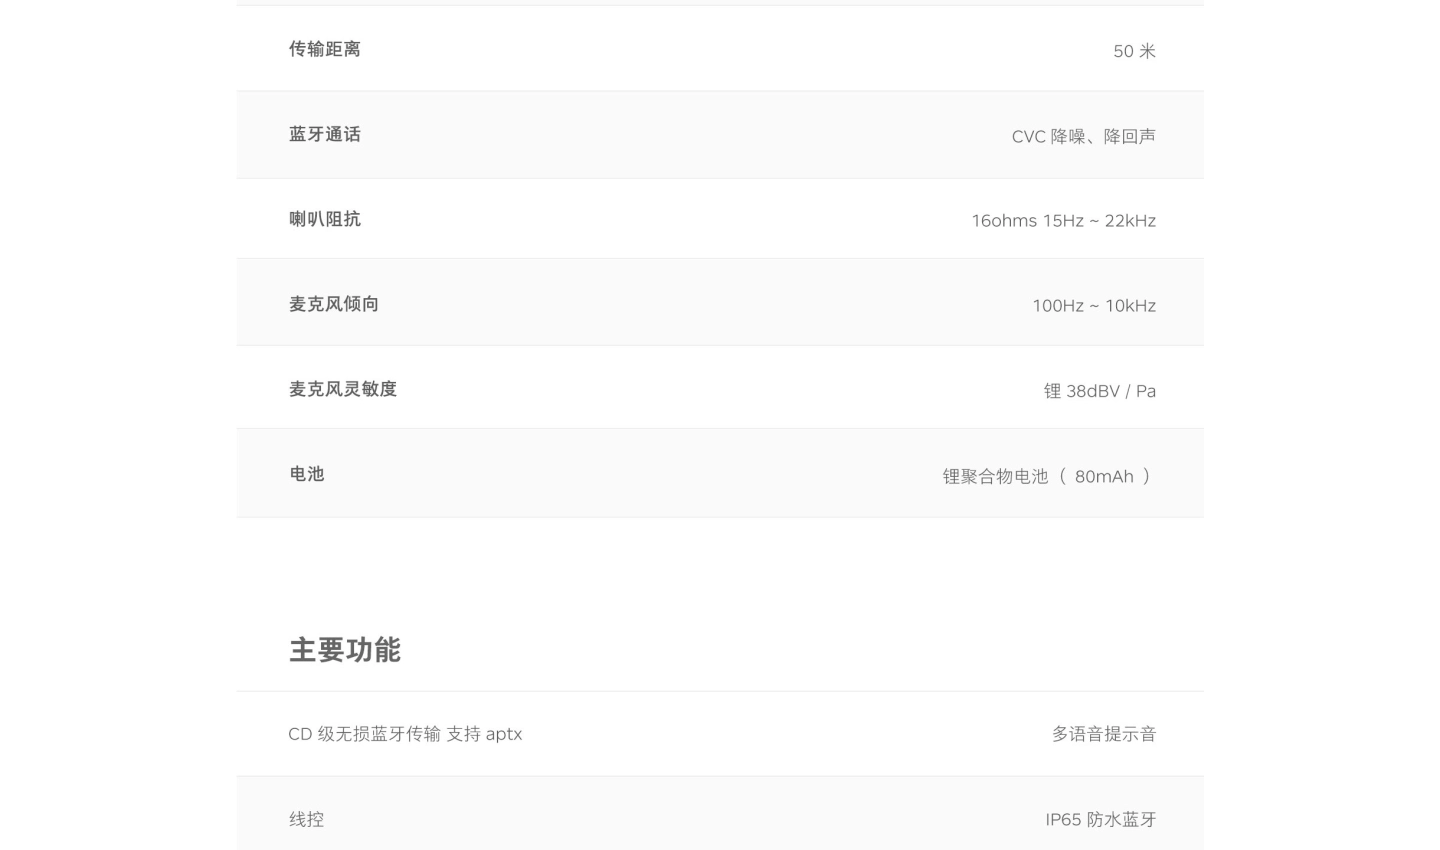 传输距离 50 米
蓝牙通话 CVC 降噪、降回声
喇叭阻抗 16ohms 15Hz ~ 22kHz
麦克风倾向 100Hz ~ 10kHz
麦克风灵敏度 锂 38dBV / Pa
电池 锂聚合物电池（ 80mAh ）
主要功能
CD 级无损蓝牙传输 支持 aptx 多语音提示音
线控 IP65 防水蓝牙